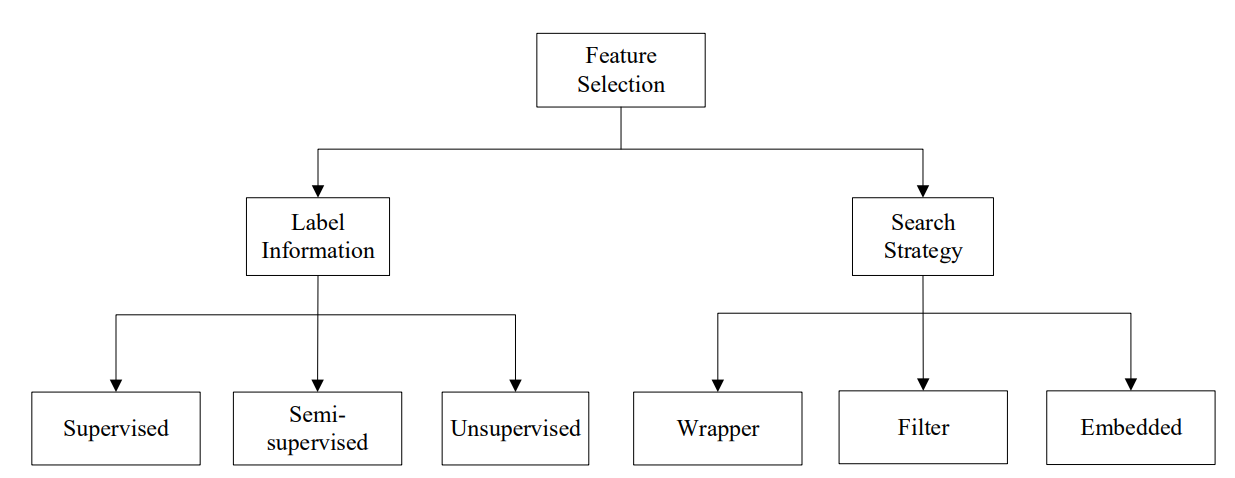 Feature
Selection
Label
Information
Search
Strategy
Supervised
Semi-
supervised
Unsupervised
Wrapper
Filter
Embedded